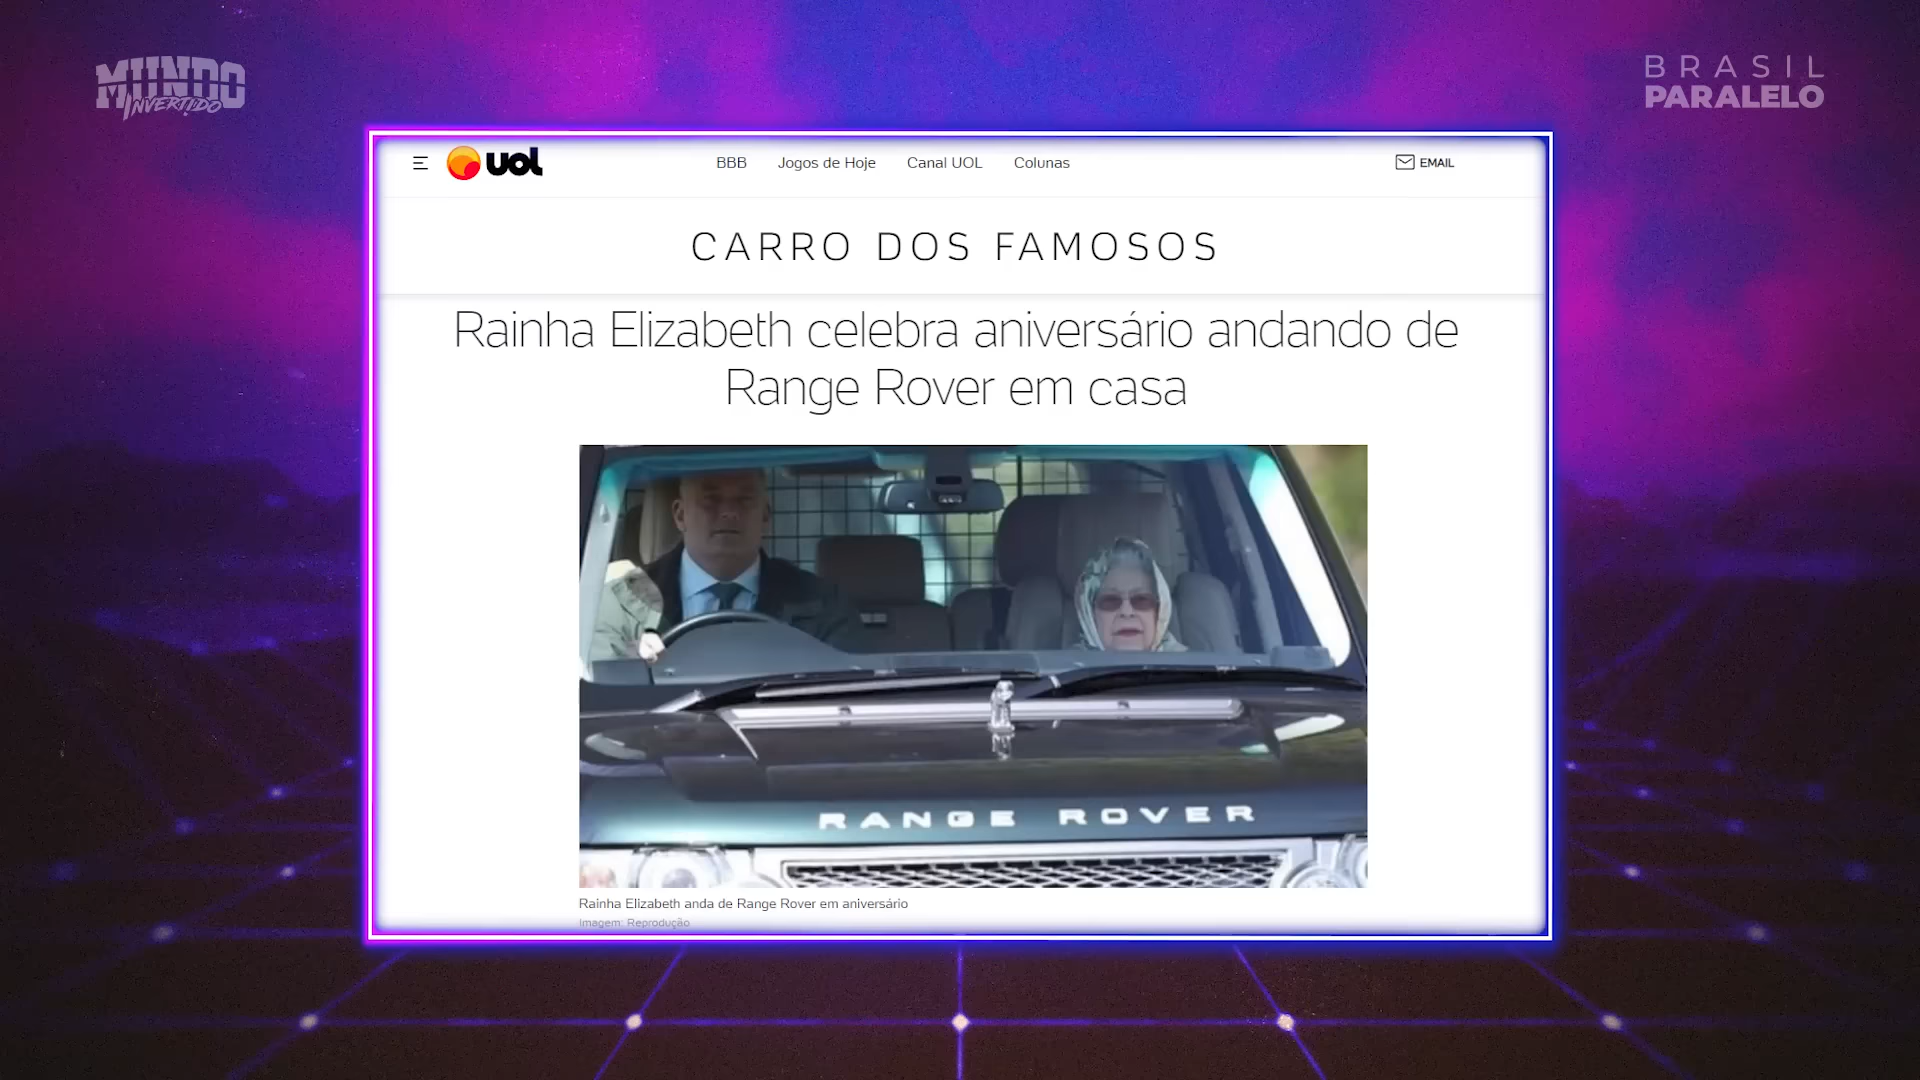 MUNDO
INVERTIDO
BRASIL
PARALELO
uol
BBB
Jogos de Hoje
Canal UOL
Colunas
EMAIL
CARRO DOS FAMOSOS
Rainha Elizabeth celebra aniversário andando de
Range Rover em casa
RANGE ROVER
Rainha Elizabeth anda de Range Rover em aniversário
Imagem: Reprodução